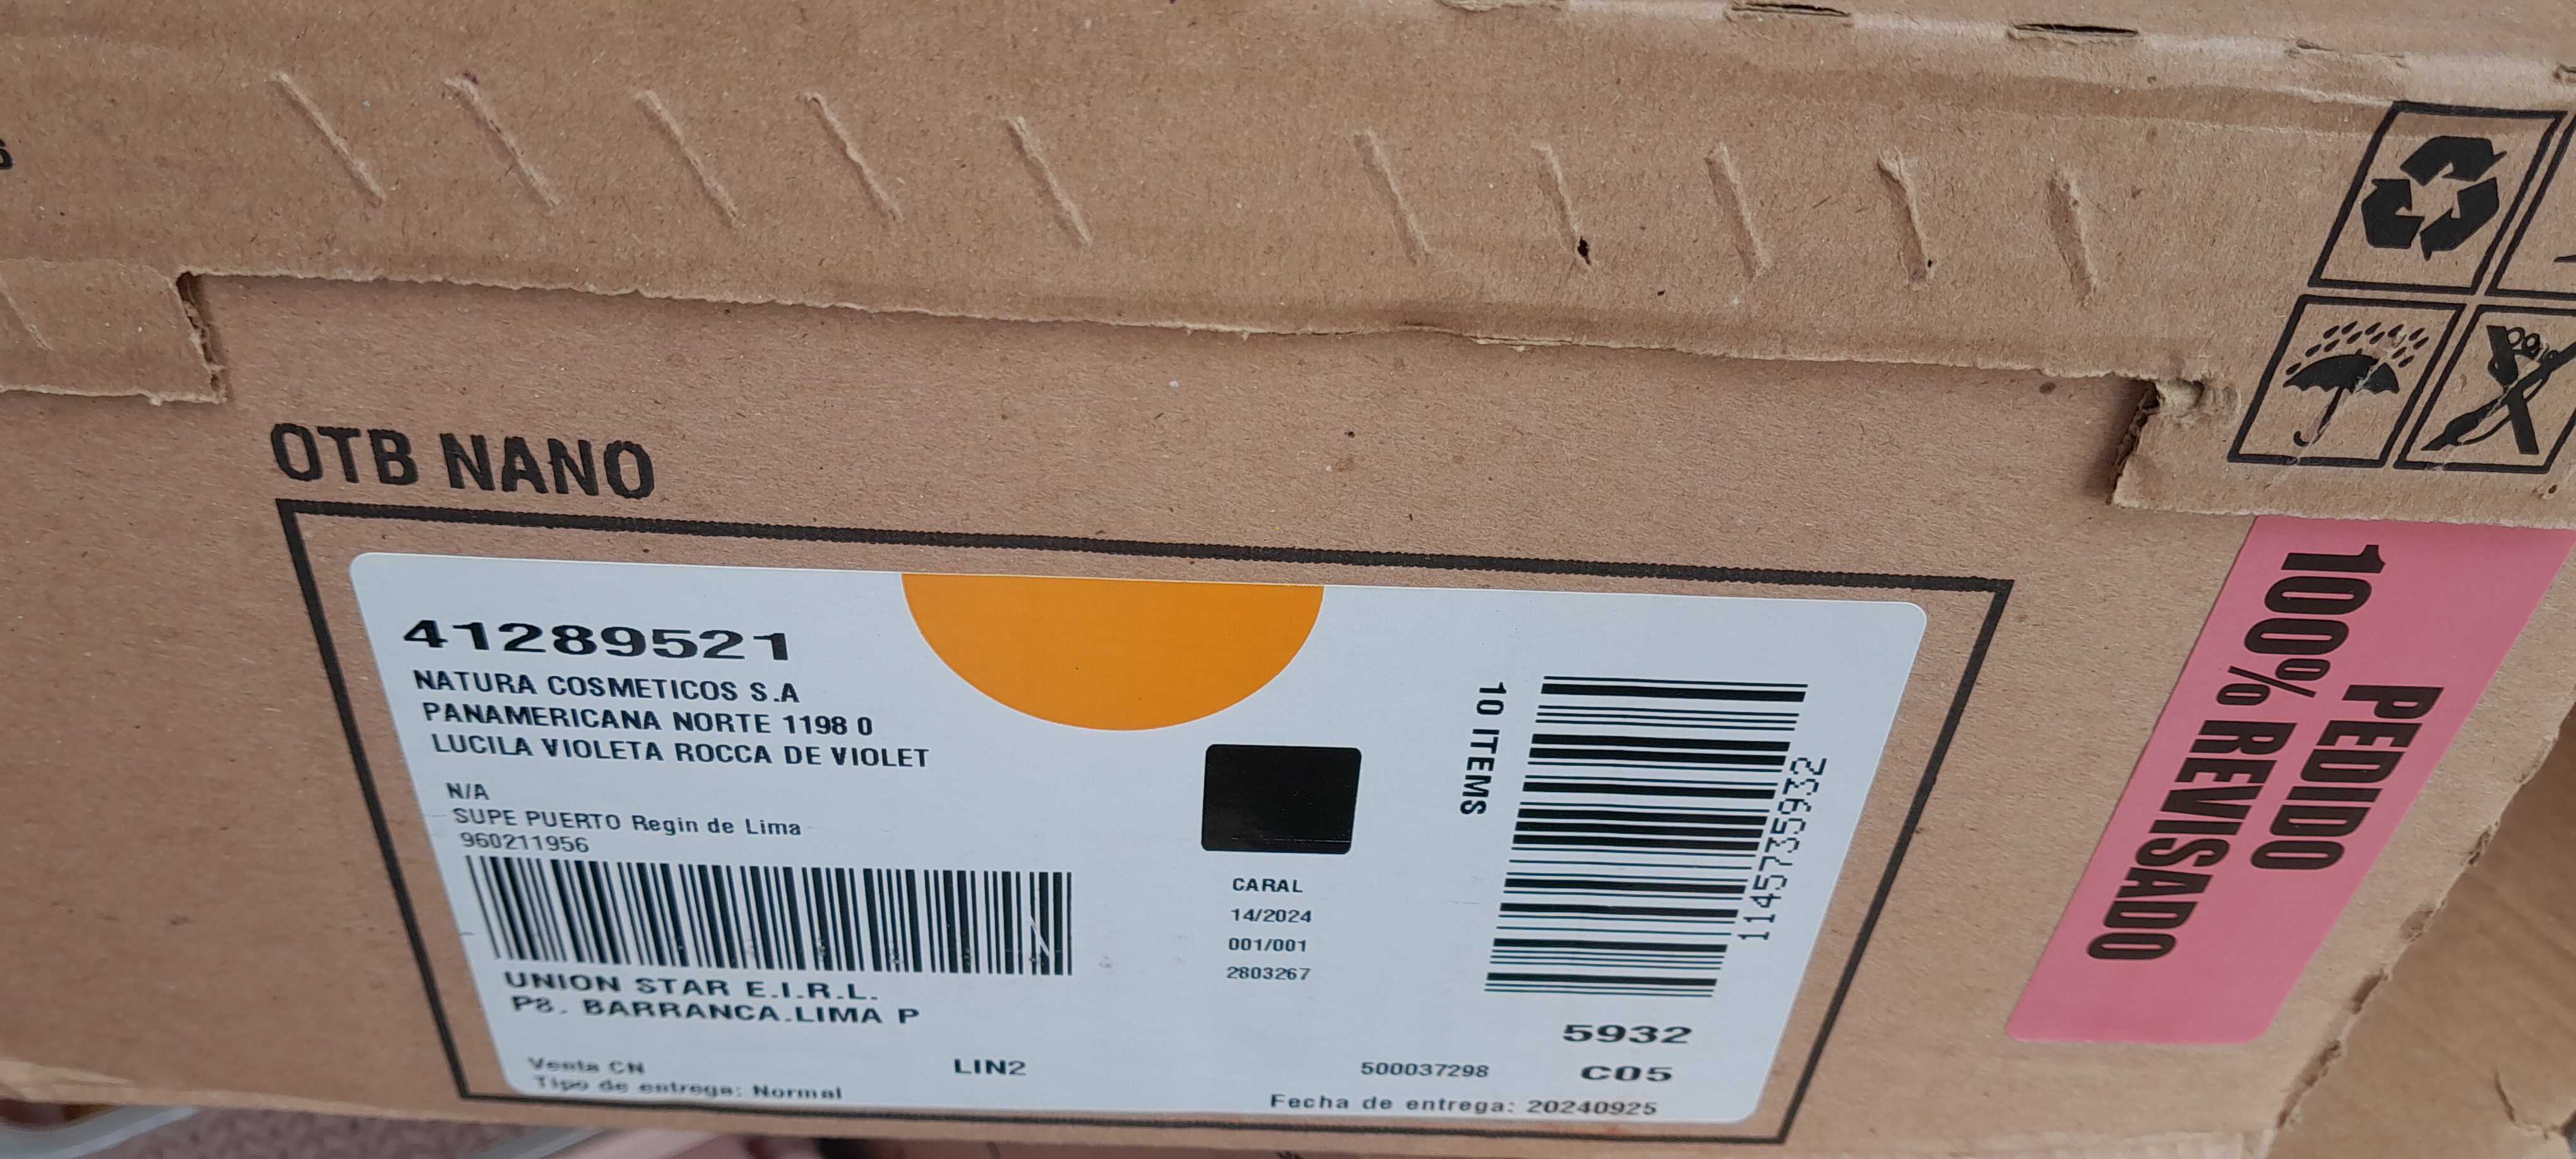 OTB NANO
41289521
NATURA COSMETICOS S.A
PANAMERICANA NORTE 1198 0
LUCILA VIOLETA ROCCA DE VIOLET
N/A
SUPE PUERTO Regin de Lima
960211956
UNION STAR E.I.R.L.
P8. BARRANCA.LIMA P
Venta CN
Tipo de entrega: Normal
LIN2
CARAL
14/2024
001/001
2803267
10 ITEMS
1145735932
5932
500037298
C05
Fecha de entrega: 20240925
PEDIDO
100% REVISADO